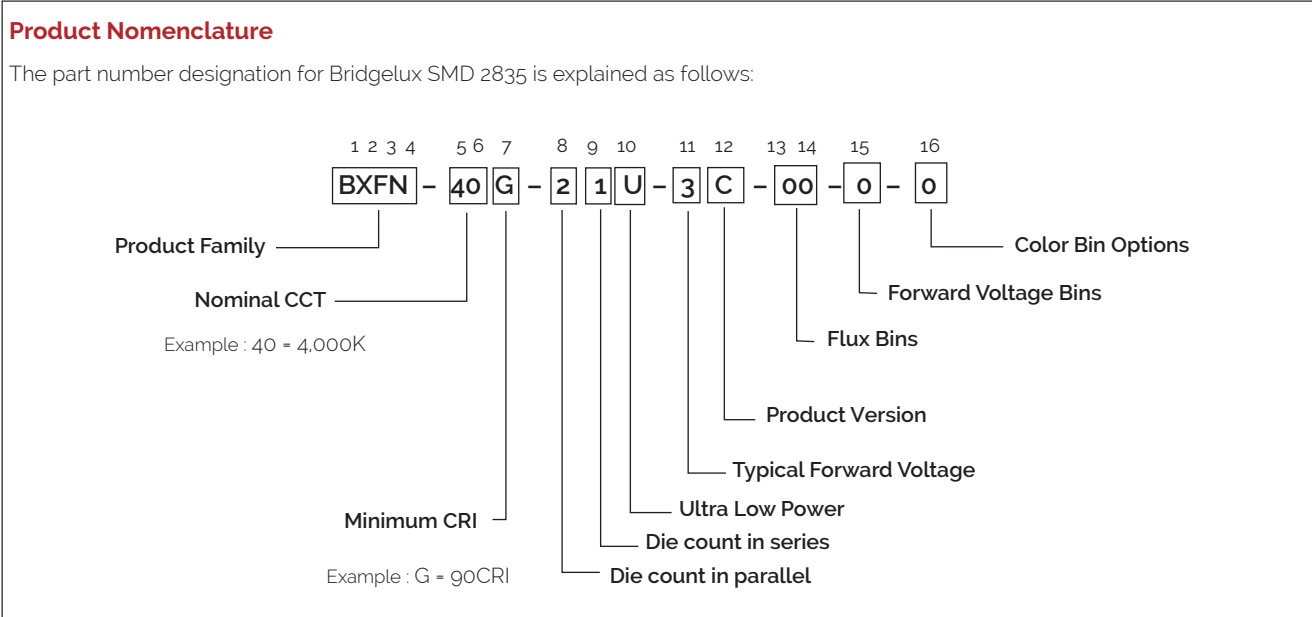 Product Nomenclature
The part number designation for Bridgelux SMD 2835 is explained as follows:
1 2 3 4 5 6 7 8 9 10 11 12 13 14 15 16
BXFN – 40 G – 2 1 U – 3 C – 00 – 0 – 0
Product Family
Color Bin Options
Nominal CCT
Forward Voltage Bins
Example : 40 = 4,000K
Flux Bins
Product Version
Typical Forward Voltage
Ultra Low Power
Minimum CRI
Die count in series
Example : G = 90CRI
Die count in parallel